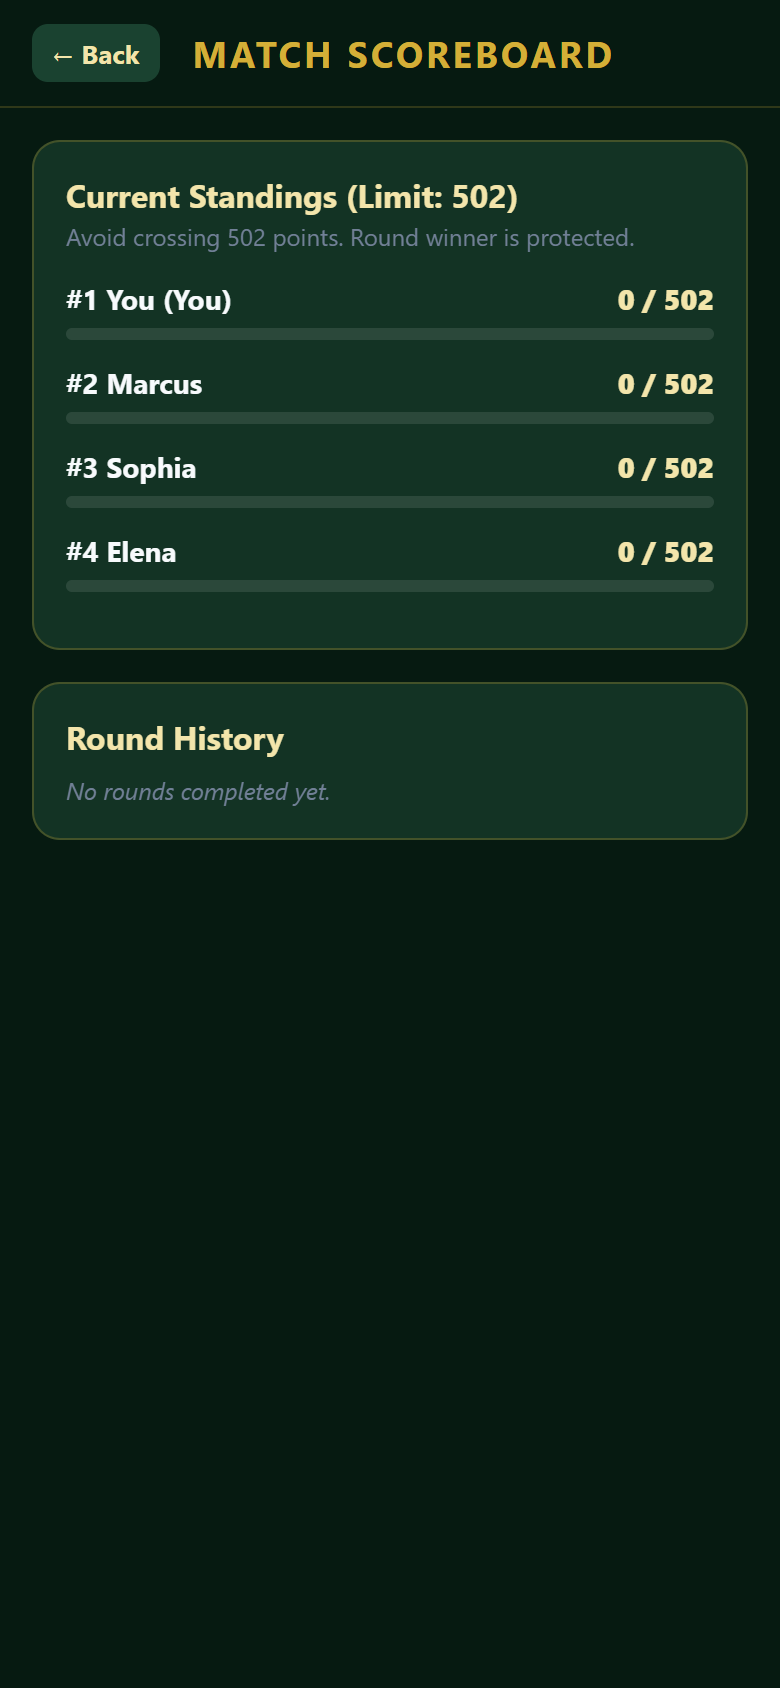 ← Back
MATCH SCOREBOARD
Current Standings (Limit: 502)
Avoid crossing 502 points. Round winner is protected.
#1 You (You) 0 / 502
#2 Marcus 0 / 502
#3 Sophia 0 / 502
#4 Elena 0 / 502
Round History
No rounds completed yet.